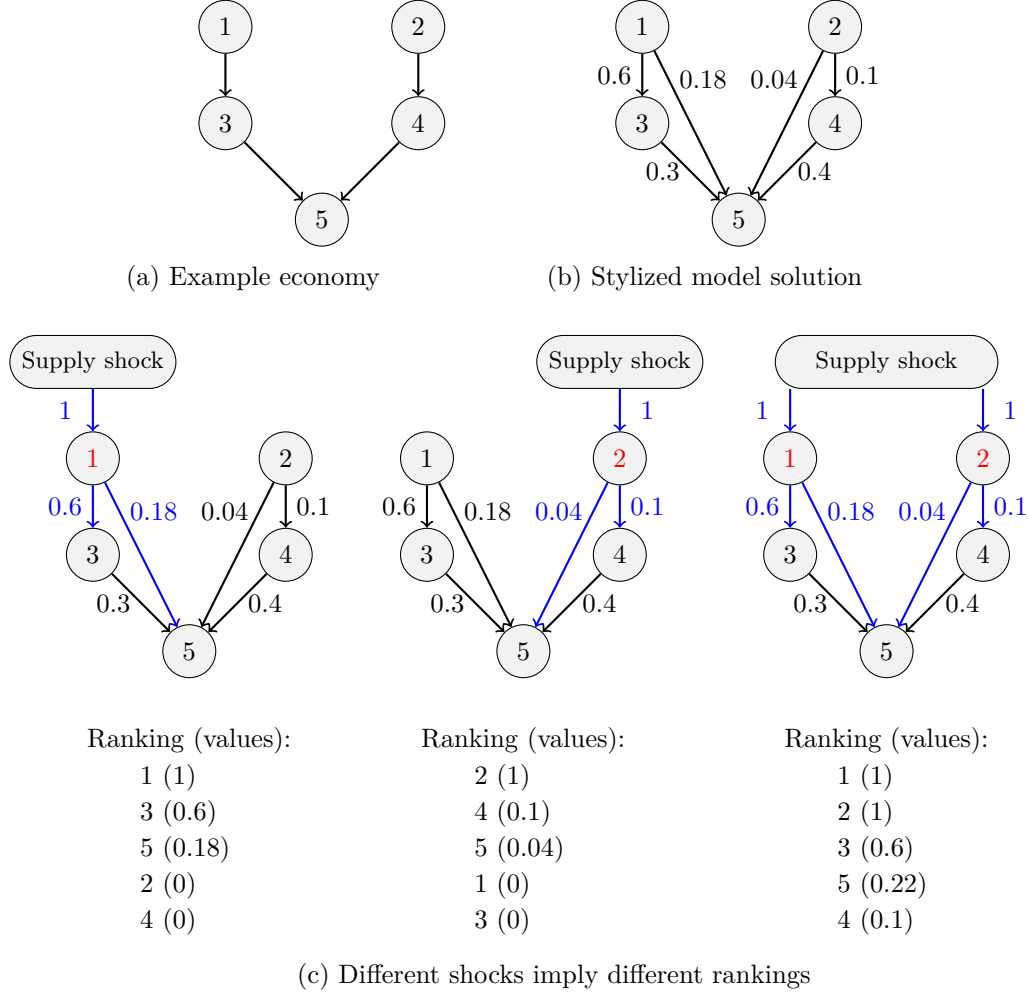 1 2 1 2
0.6 0.18 0.04 0.1
3 4 3 4
0.3 0.4
5 5
(a) Example economy (b) Stylized model solution
Supply shock Supply shock Supply shock
1 1 1 1
1 2 1 2 1 2
0.6 0.18 0.04 0.1 0.6 0.18 0.04 0.1 0.6 0.18 0.04 0.1
3 4 3 4 3 4
0.3 0.4 0.3 0.4 0.3 0.4
5 5 5
Ranking (values): Ranking (values): Ranking (values):
1 (1) 2 (1) 1 (1)
3 (0.6) 4 (0.1) 2 (1)
5 (0.18) 5 (0.04) 3 (0.6)
2 (0) 1 (0) 5 (0.22)
4 (0) 3 (0) 4 (0.1)
(c) Different shocks imply different rankings